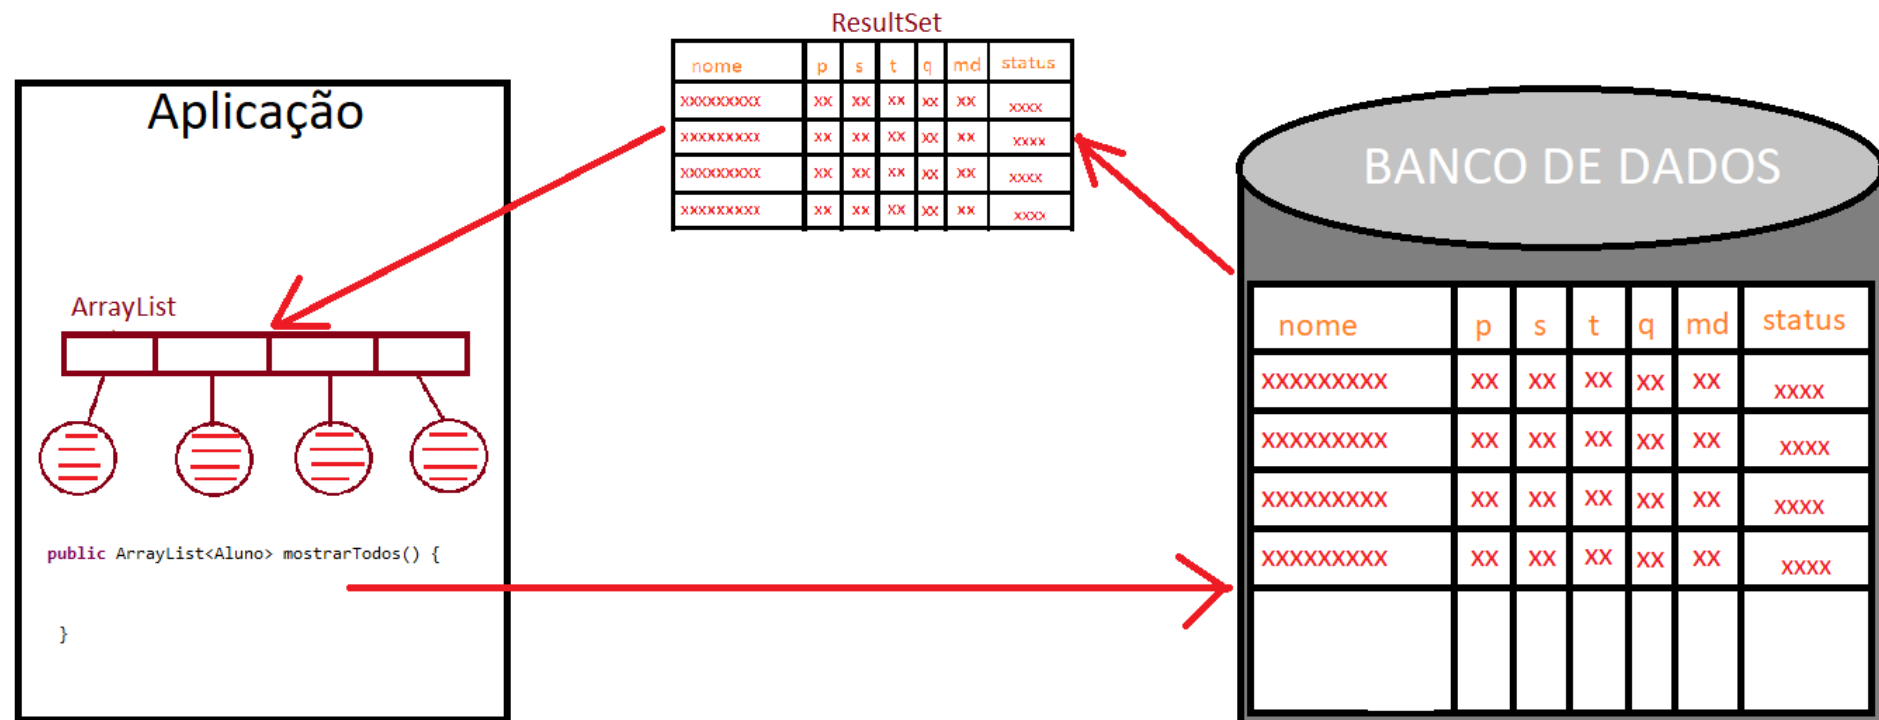 ResultSet
nome p s t q md status
xxxxxxxxx xx xx xx xx xx xxxx
xxxxxxxxx xx xx xx xx xx xxxx
xxxxxxxxx xx xx xx xx xx xxxx
xxxxxxxxx xx xx xx xx xx xxxx
Aplicação
ArrayList
public ArrayList<Aluno> mostrarTodos() {
}
BANCO DE DADOS
nome p s t q md status
xxxxxxxxx xx xx xx xx xx xxxx
xxxxxxxxx xx xx xx xx xx xxxx
xxxxxxxxx xx xx xx xx xx xxxx
xxxxxxxxx xx xx xx xx xx xxxx